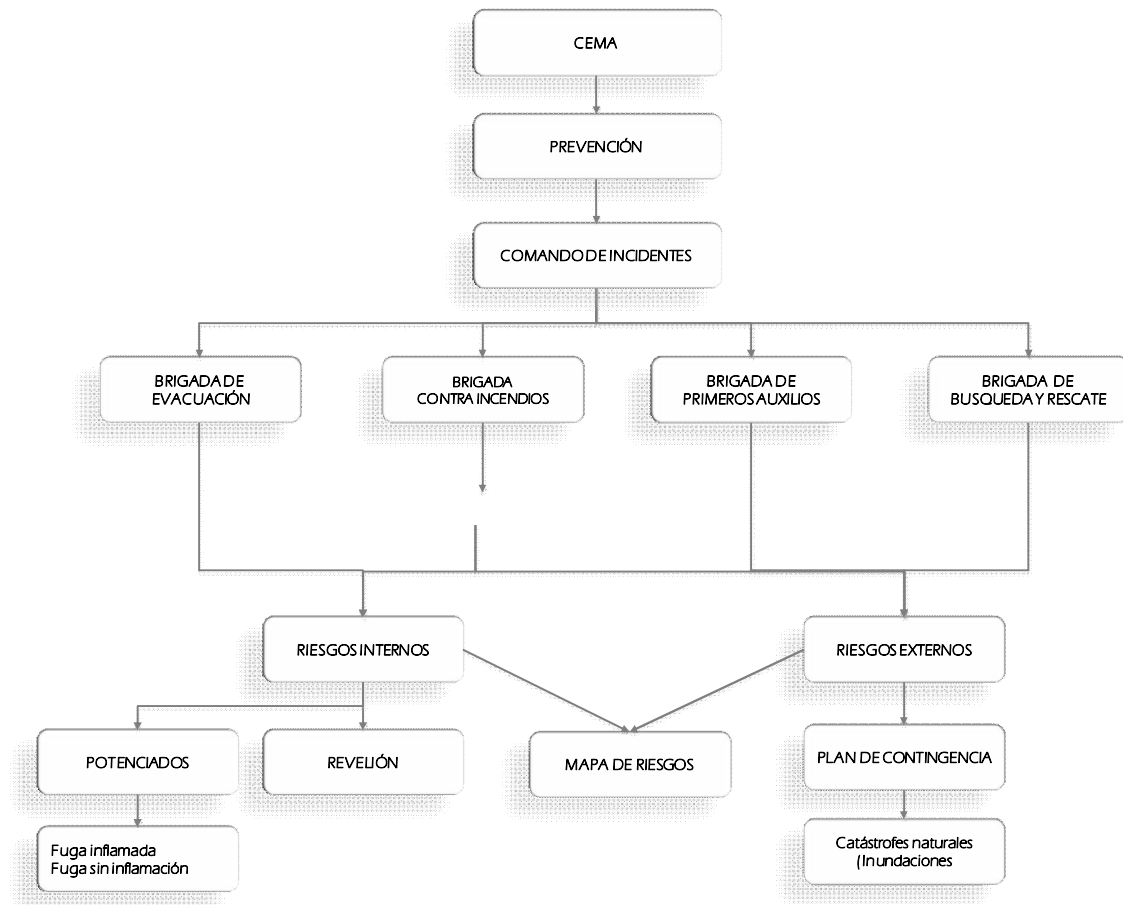 CEMA
PREVENCIÓN
COMANDO DE INCIDENTES
BRIGADA DE
EVACUACIÓN
BRIGADA
CONTRA INCENDIOS
BRIGADA DE
PRIMEROS AUXILIOS
BRIGADA DE
BUSQUEDA Y RESCATE
RIESGOS INTERNOS
RIESGOS EXTERNOS
POTENCIADOS
REVELIÓN
MAPA DE RIESGOS
PLAN DE CONTINGENCIA
Fuga inflamada
Fuga sin inflamación
Catástrofes naturales
(Inundaciones